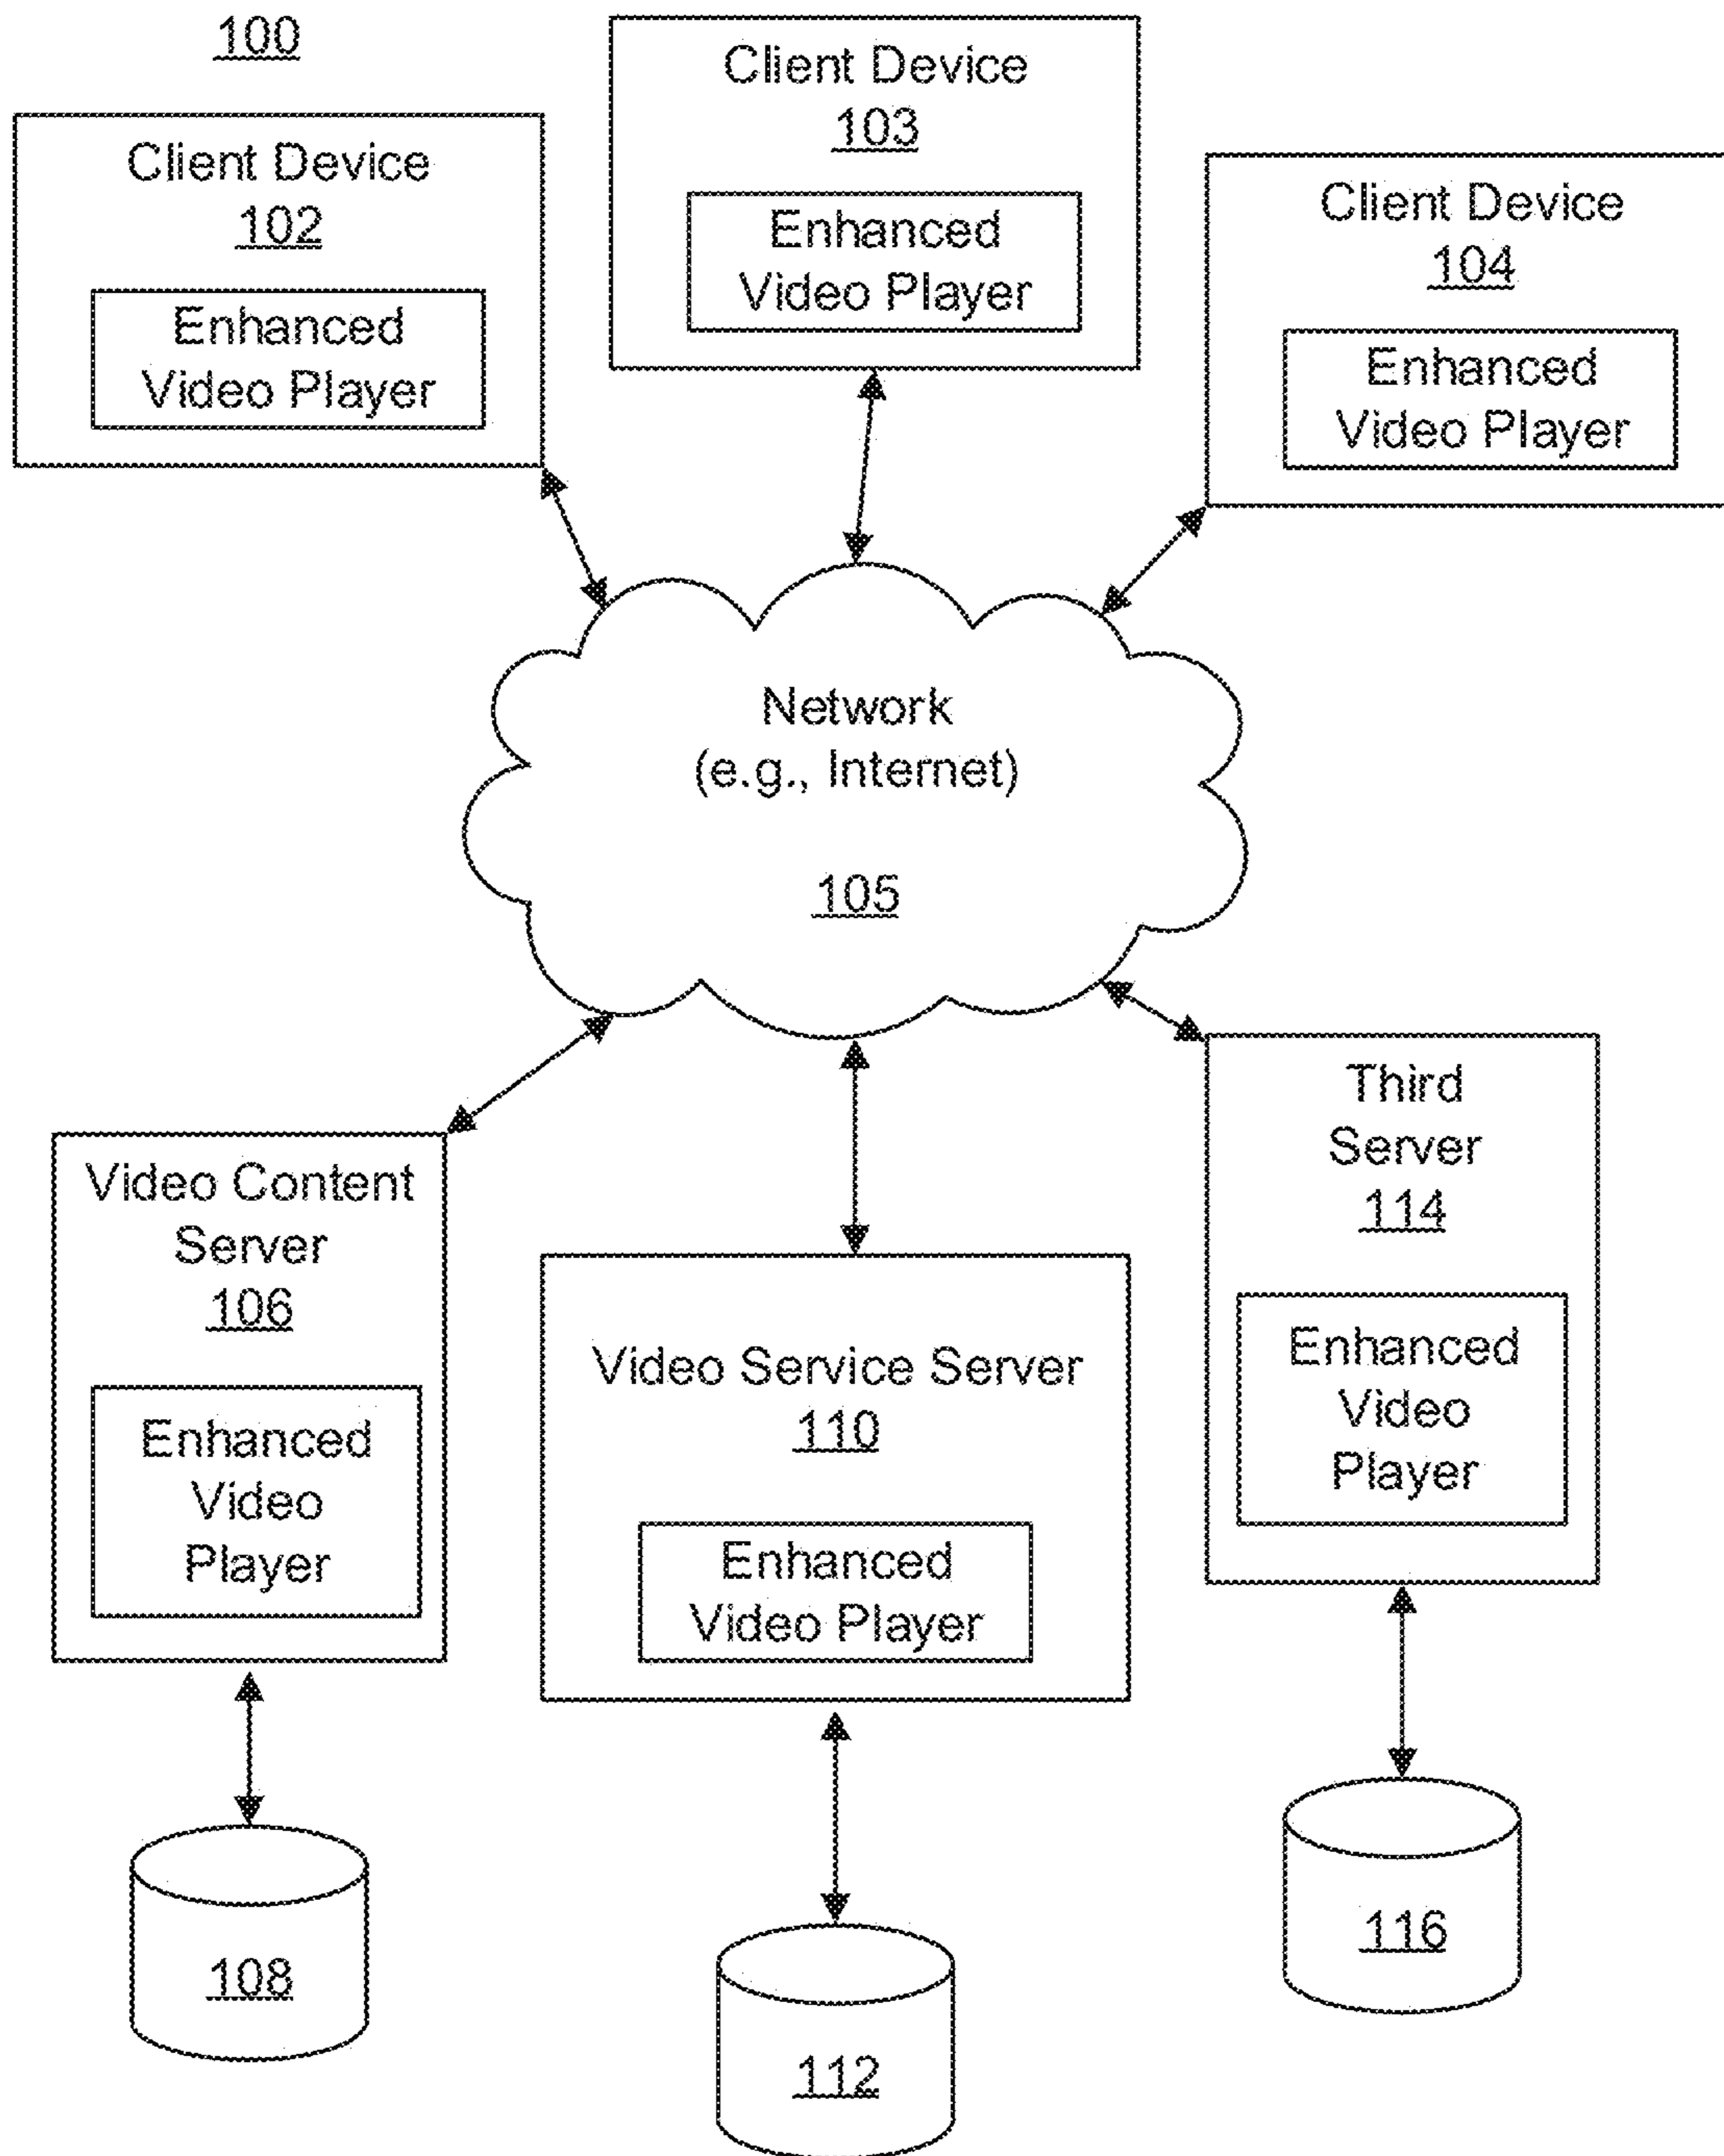 100
Client Device
102
Enhanced
Video Player
Client Device
103
Enhanced
Video Player
Client Device
104
Enhanced
Video Player
Network
(e.g., Internet)
105
Video Content
Server
106
Enhanced
Video
Player
Video Service Server
110
Enhanced
Video Player
Third
Server
114
Enhanced
Video
Player
108
112
116